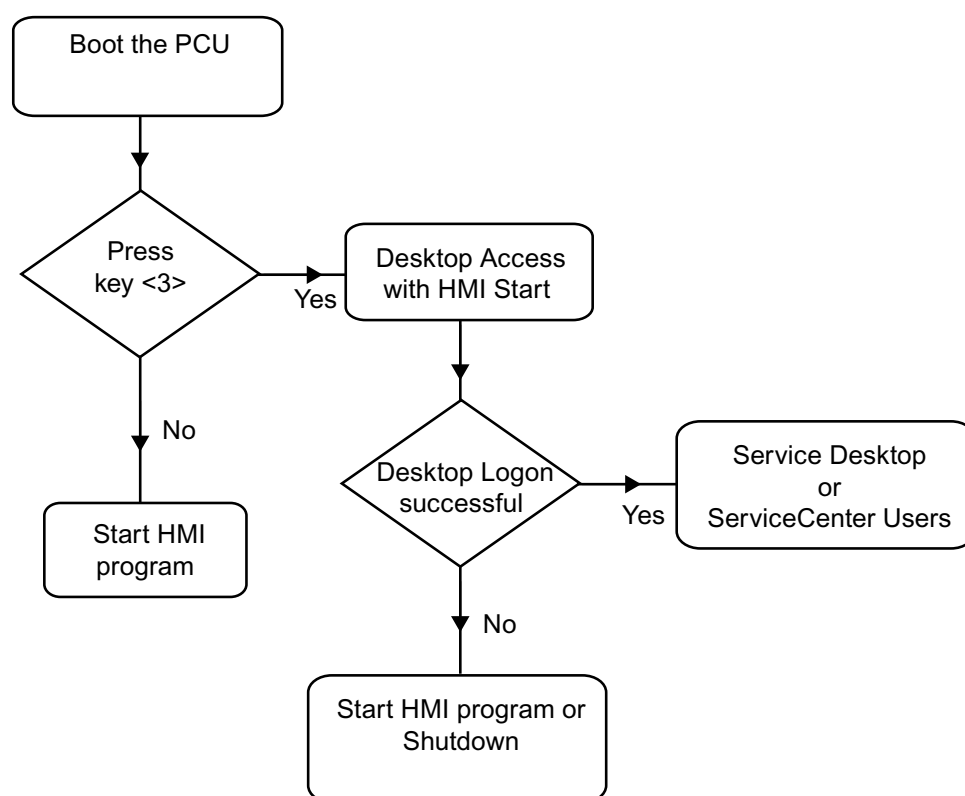 Boot the PCU
Press
key <3>
Yes
Desktop Access
with HMI Start
No
Start HMI
program
Desktop Logon
successful
Yes
Service Desktop
or
ServiceCenter Users
No
Start HMI program or
Shutdown